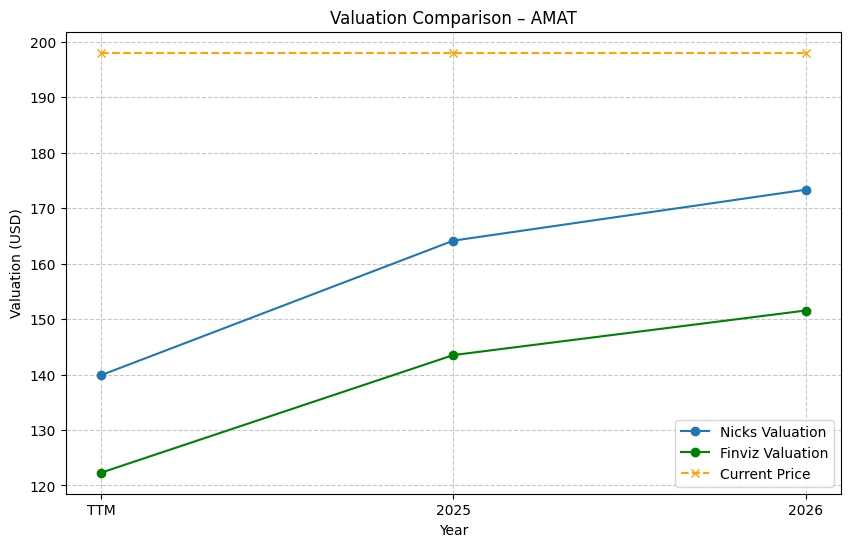 Valuation Comparison – AMAT
Valuation (USD)
200
190
180
170
160
150
140
130
120
TTM
2025
2026
Year
Nicks Valuation
Finviz Valuation
Current Price